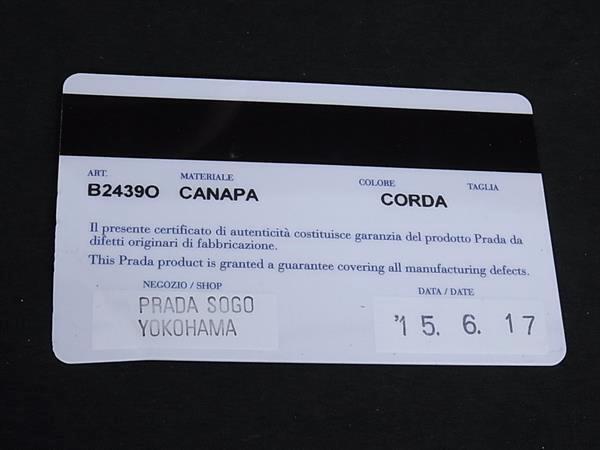 ART. MATERIALE COLORE TAGLIA
B2439O CANAPA CORDA
Il presente certificato di autenticità costituisce garanzia del prodotto Prada da
difetti originari di fabbricazione.
This Prada product is granted a guarantee covering all manufacturing defects.
NEGOZIO / SHOP DATA / DATE
PRADA SOGO
YOKOHAMA
'15. 6. 17